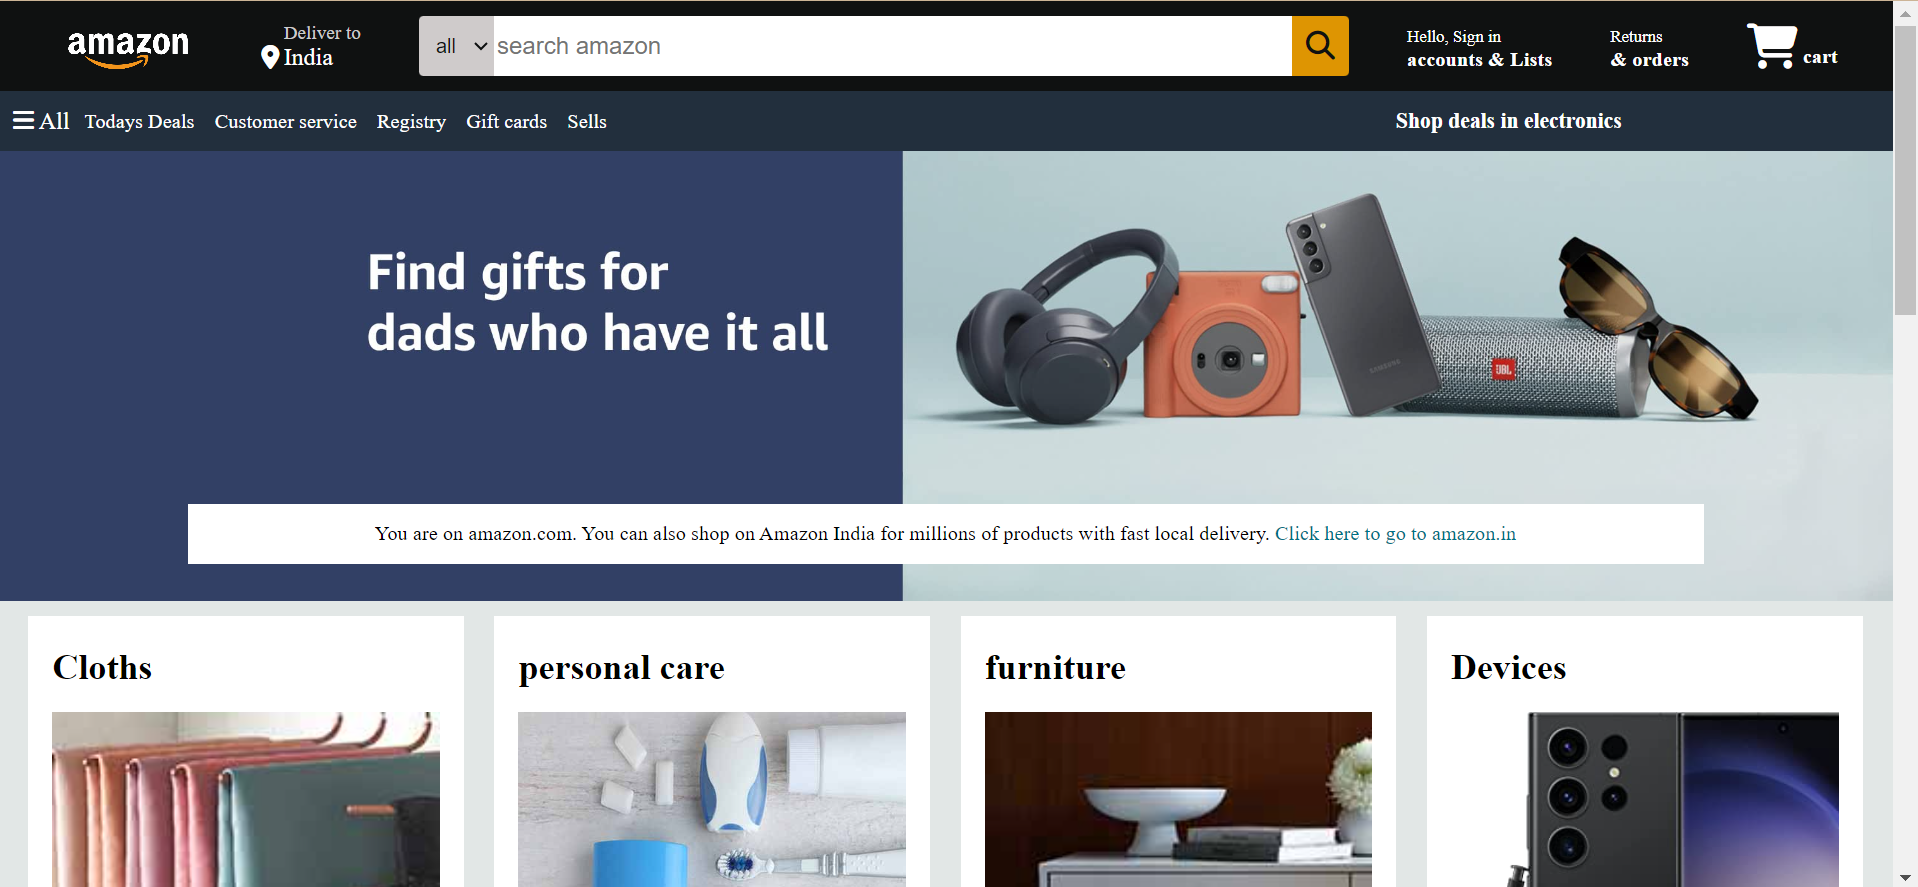 amazon
Deliver to
India
all
search amazon
Hello, Sign in
accounts & Lists
Returns
& orders
cart
All
Todays Deals
Customer service
Registry
Gift cards
Sells
Shop deals in electronics
Find gifts for
dads who have it all
SAMSUNG
JBL
You are on amazon.com. You can also shop on Amazon India for millions of products with fast local delivery. Click here to go to amazon.in
Cloths
personal care
furniture
Devices